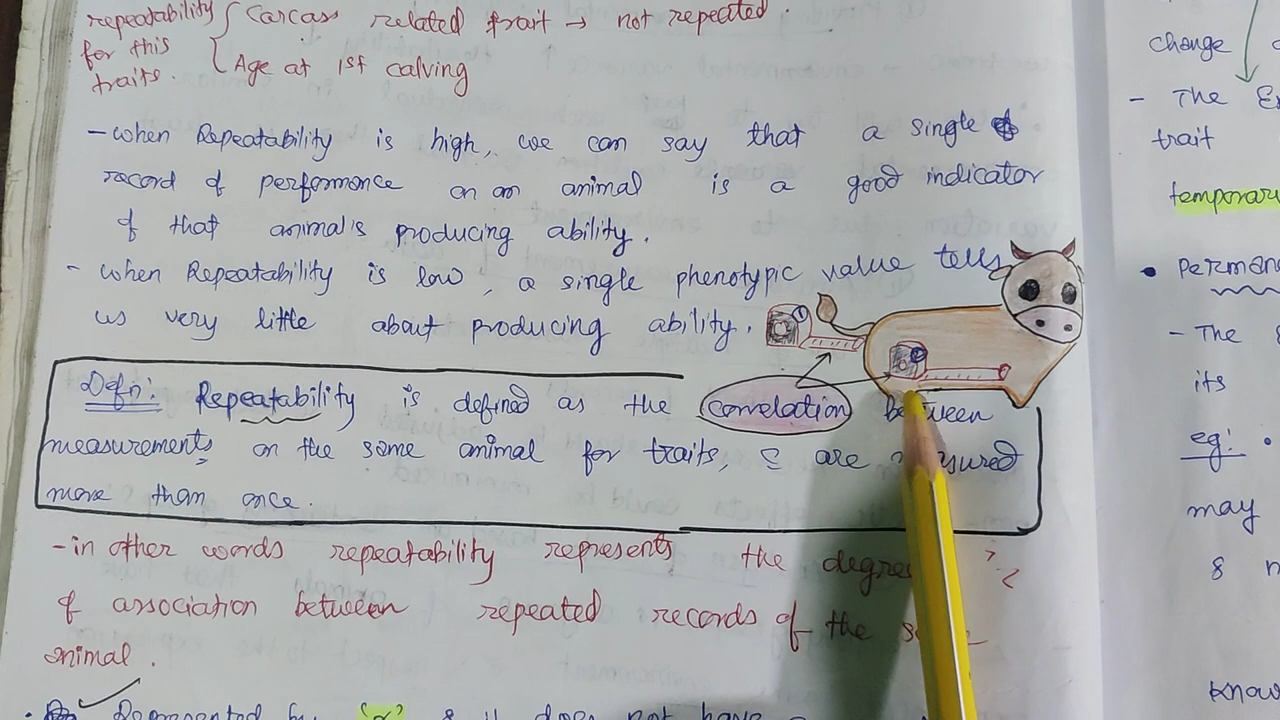 repeatability { Carcass related trait → not repeated.
for this
traits. Age at 1st calving
- when Repeatability is high, we can say that a single
record of performance on an animal is a good indicator
of that animal's producing ability.
- when Repeatability is low, a single phenotypic value tells
us very little about producing ability.
Defn: Repeatability is defined as the correlation between
measurements on the same animal for traits, are
more than once.
- in other words repeatability represents the degree
of association between repeated records of the
animal.
change
- The
trait
temporary
• Perman
- The
its
eg: •
may
& 
know